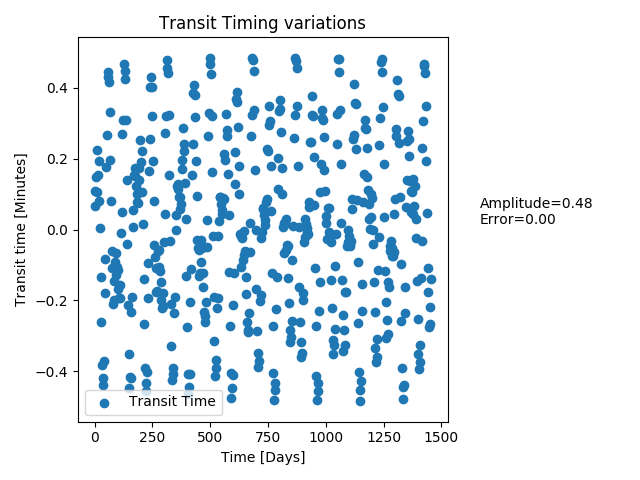 Transit Timing variations
Transit time [Minutes]
0.4
0.2
0.0
−0.2
−0.4
Amplitude=0.48
Error=0.00
Transit Time
0
250
500
750
1000
1250
1500
Time [Days]